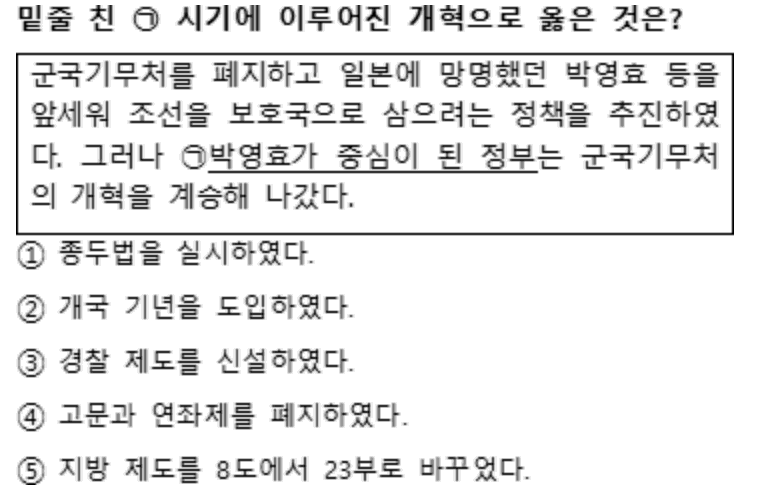 밑줄 친 ㉠ 시기에 이루어진 개혁으로 옳은 것은?
군국기무처를 폐지하고 일본에 망명했던 박영효 등을
앞세워 조선을 보호국으로 삼으려는 정책을 추진하였
다. 그러나 ㉠박영효가 중심이 된 정부는 군국기무처
의 개혁을 계승해 나갔다.
① 종두법을 실시하였다.
② 개국 기년을 도입하였다.
③ 경찰 제도를 신설하였다.
④ 고문과 연좌제를 폐지하였다.
⑤ 지방 제도를 8도에서 23부로 바꾸었다.